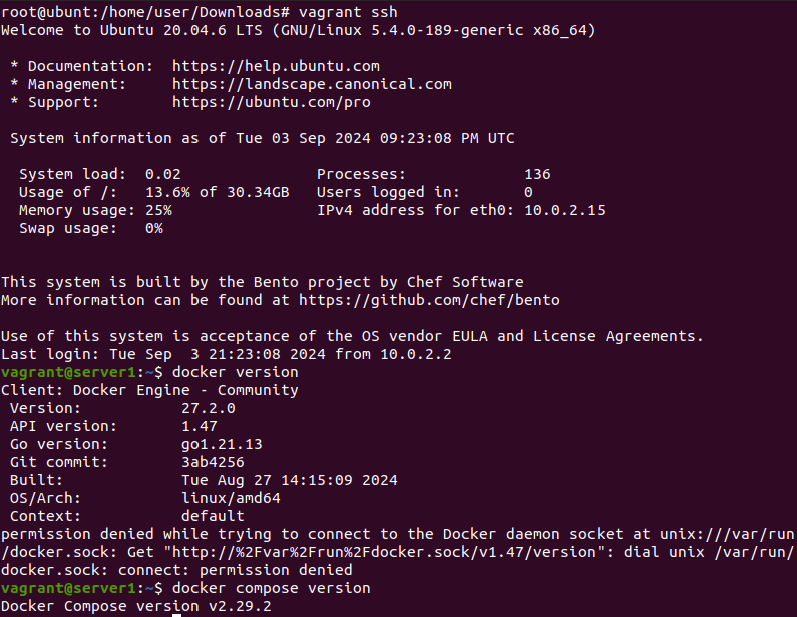 root@ubunt:/home/user/Downloads# vagrant ssh
Welcome to Ubuntu 20.04.6 LTS (GNU/Linux 5.4.0-189-generic x86_64)
* Documentation: https://help.ubuntu.com
* Management: https://landscape.canonical.com
* Support: https://ubuntu.com/pro
System information as of Tue 03 Sep 2024 09:23:08 PM UTC
System load: 0.02 Processes: 136
Usage of /: 13.6% of 30.34GB Users logged in: 0
Memory usage: 25% IPv4 address for eth0: 10.0.2.15
Swap usage: 0%
This system is built by the Bento project by Chef Software
More information can be found at https://github.com/chef/bento
Use of this system is acceptance of the OS vendor EULA and License Agreements.
Last login: Tue Sep  3 21:23:08 2024 from 10.0.2.2
vagrant@server1:~$ docker version
Client: Docker Engine - Community
Version: 27.2.0
API version: 1.47
Go version: go1.21.13
Git commit: 3ab4256
Built: Tue Aug 27 14:15:09 2024
OS/Arch: linux/amd64
Context: default
permission denied while trying to connect to the Docker daemon socket at unix:///var/run
/docker.sock: Get "http://%2Fvar%2Frun%2Fdocker.sock/v1.47/version": dial unix /var/run/
docker.sock: connect: permission denied
vagrant@server1:~$ docker compose version
Docker Compose version v2.29.2